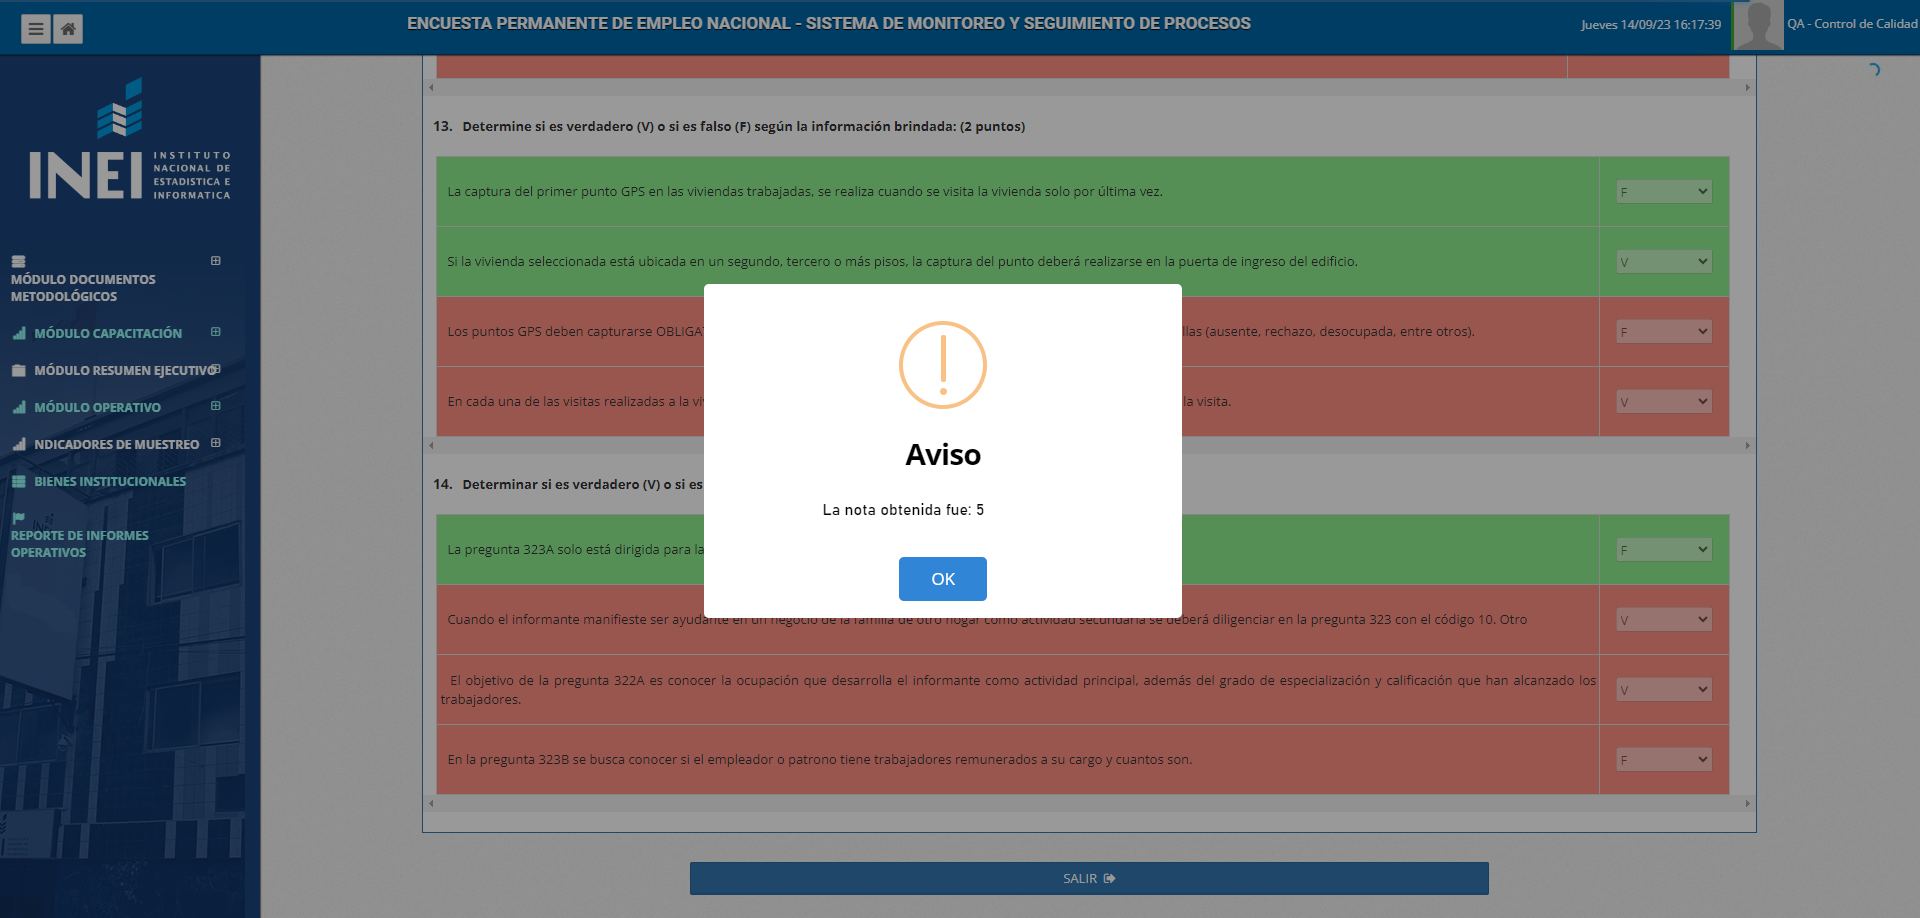 ENCUESTA PERMANENTE DE EMPLEO NACIONAL - SISTEMA DE MONITOREO Y SEGUIMIENTO DE PROCESOS
Jueves 14/09/23 16:17:39
QA - Control de Calidad
INEI
INSTITUTO
NACIONAL DE
ESTADISTICA E
INFORMATICA
MÓDULO DOCUMENTOS
METODOLÓGICOS
MÓDULO CAPACITACIÓN
MÓDULO RESUMEN EJECUTIVO
MÓDULO OPERATIVO
NDICADORES DE MUESTREO
BIENES INSTITUCIONALES
REPORTE DE INFORMES
OPERATIVOS
13. Determine si es verdadero (V) o si es falso (F) según la información brindada: (2 puntos)
La captura del primer punto GPS en las viviendas trabajadas, se realiza cuando se visita la vivienda solo por última vez.
F
Si la vivienda seleccionada está ubicada en un segundo, tercero o más pisos, la captura del punto deberá realizarse en la puerta de ingreso del edificio.
V
Los puntos GPS deben capturarse OBLIGA
llas (ausente, rechazo, desocupada, entre otros).
F
En cada una de las visitas realizadas a la vi
la visita.
V
14. Determinar si es verdadero (V) o si es
La pregunta 323A solo está dirigida para la
F
Cuando el informante manifieste ser ayudante en un negocio de la familia de otro hogar como actividad secundaria se deberá diligenciar en la pregunta 323 con el código 10. Otro
V
El objetivo de la pregunta 322A es conocer la ocupación que desarrolla el informante como actividad principal, además del grado de especialización y calificación que han alcanzado los
trabajadores.
V
En la pregunta 323B se busca conocer si el empleador o patrono tiene trabajadores remunerados a su cargo y cuantos son.
F
Aviso
La nota obtenida fue: 5
OK
SALIR